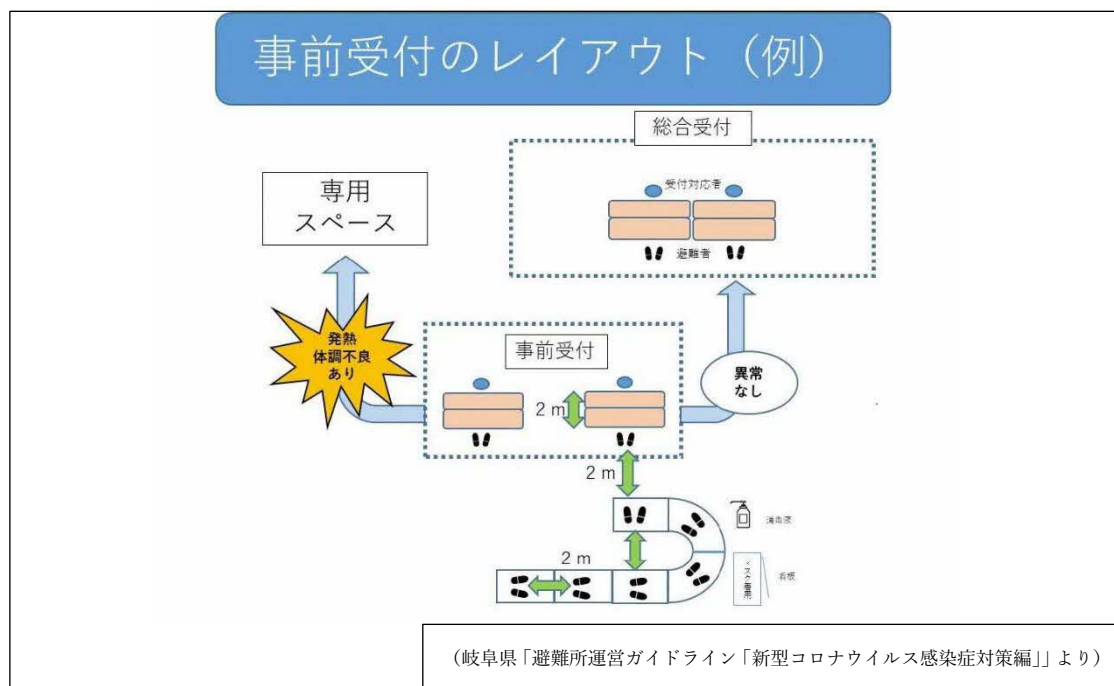 事前受付のレイアウト（例）
総合受付
受付対応者
避難者
専用
スペース
発熱
体調不良
あり
事前受付
異常
なし
2 m
2 m
2 m
消毒液
マスク着用
看板
（岐阜県「避難所運営ガイドライン「新型コロナウイルス感染症対策編」」より）